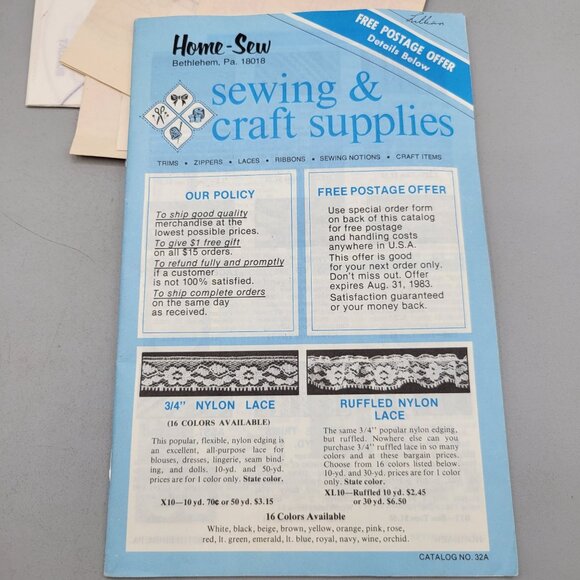 Home-Sew
Bethlehem, Pa. 18018
FREE POSTAGE OFFER
Details Below
Lillian
sewing &
craft supplies
TRIMS • ZIPPERS • LACES • RIBBONS • SEWING NOTIONS • CRAFT ITEMS
OUR POLICY
To ship good quality
merchandise at the
lowest possible prices.
To give $1 free gift
on all $15 orders.
To refund fully and promptly
if a customer
is not 100% satisfied.
To ship complete orders
on the same day
as received.
FREE POSTAGE OFFER
Use special order form
on back of this catalog
for free postage
and handling costs
anywhere in U.S.A.
This offer is good
for your next order only.
Don't miss out. Offer
expires Aug. 31, 1983.
Satisfaction guaranteed
or your money back.
3/4" NYLON LACE
(16 COLORS AVAILABLE)
This popular, flexible, nylon edging is
an excellent, all-purpose lace for
blouses, dresses, lingerie, seam bind-
ing, and dolls. 10-yd. and 50-yd.
prices are for 1 color only. State color.
X10—10 yd. 70¢ or 50 yd. $3.15
RUFFLED NYLON
LACE
The same 3/4" popular nylon edging,
but ruffled. Nowhere else can you
purchase 3/4" ruffled lace in so many
colors and at these bargain prices.
Choose from 16 colors listed below.
10-yd. and 30-yd. prices are for 1
color only. State color.
XL10—Ruffled 10 yd. $2.45
or 30 yd. $6.50
16 Colors Available
White, black, beige, brown, yellow, orange, pink, rose,
red, lt. green, emerald, lt. blue, royal, navy, wine, orchid.
CATALOG NO. 32A